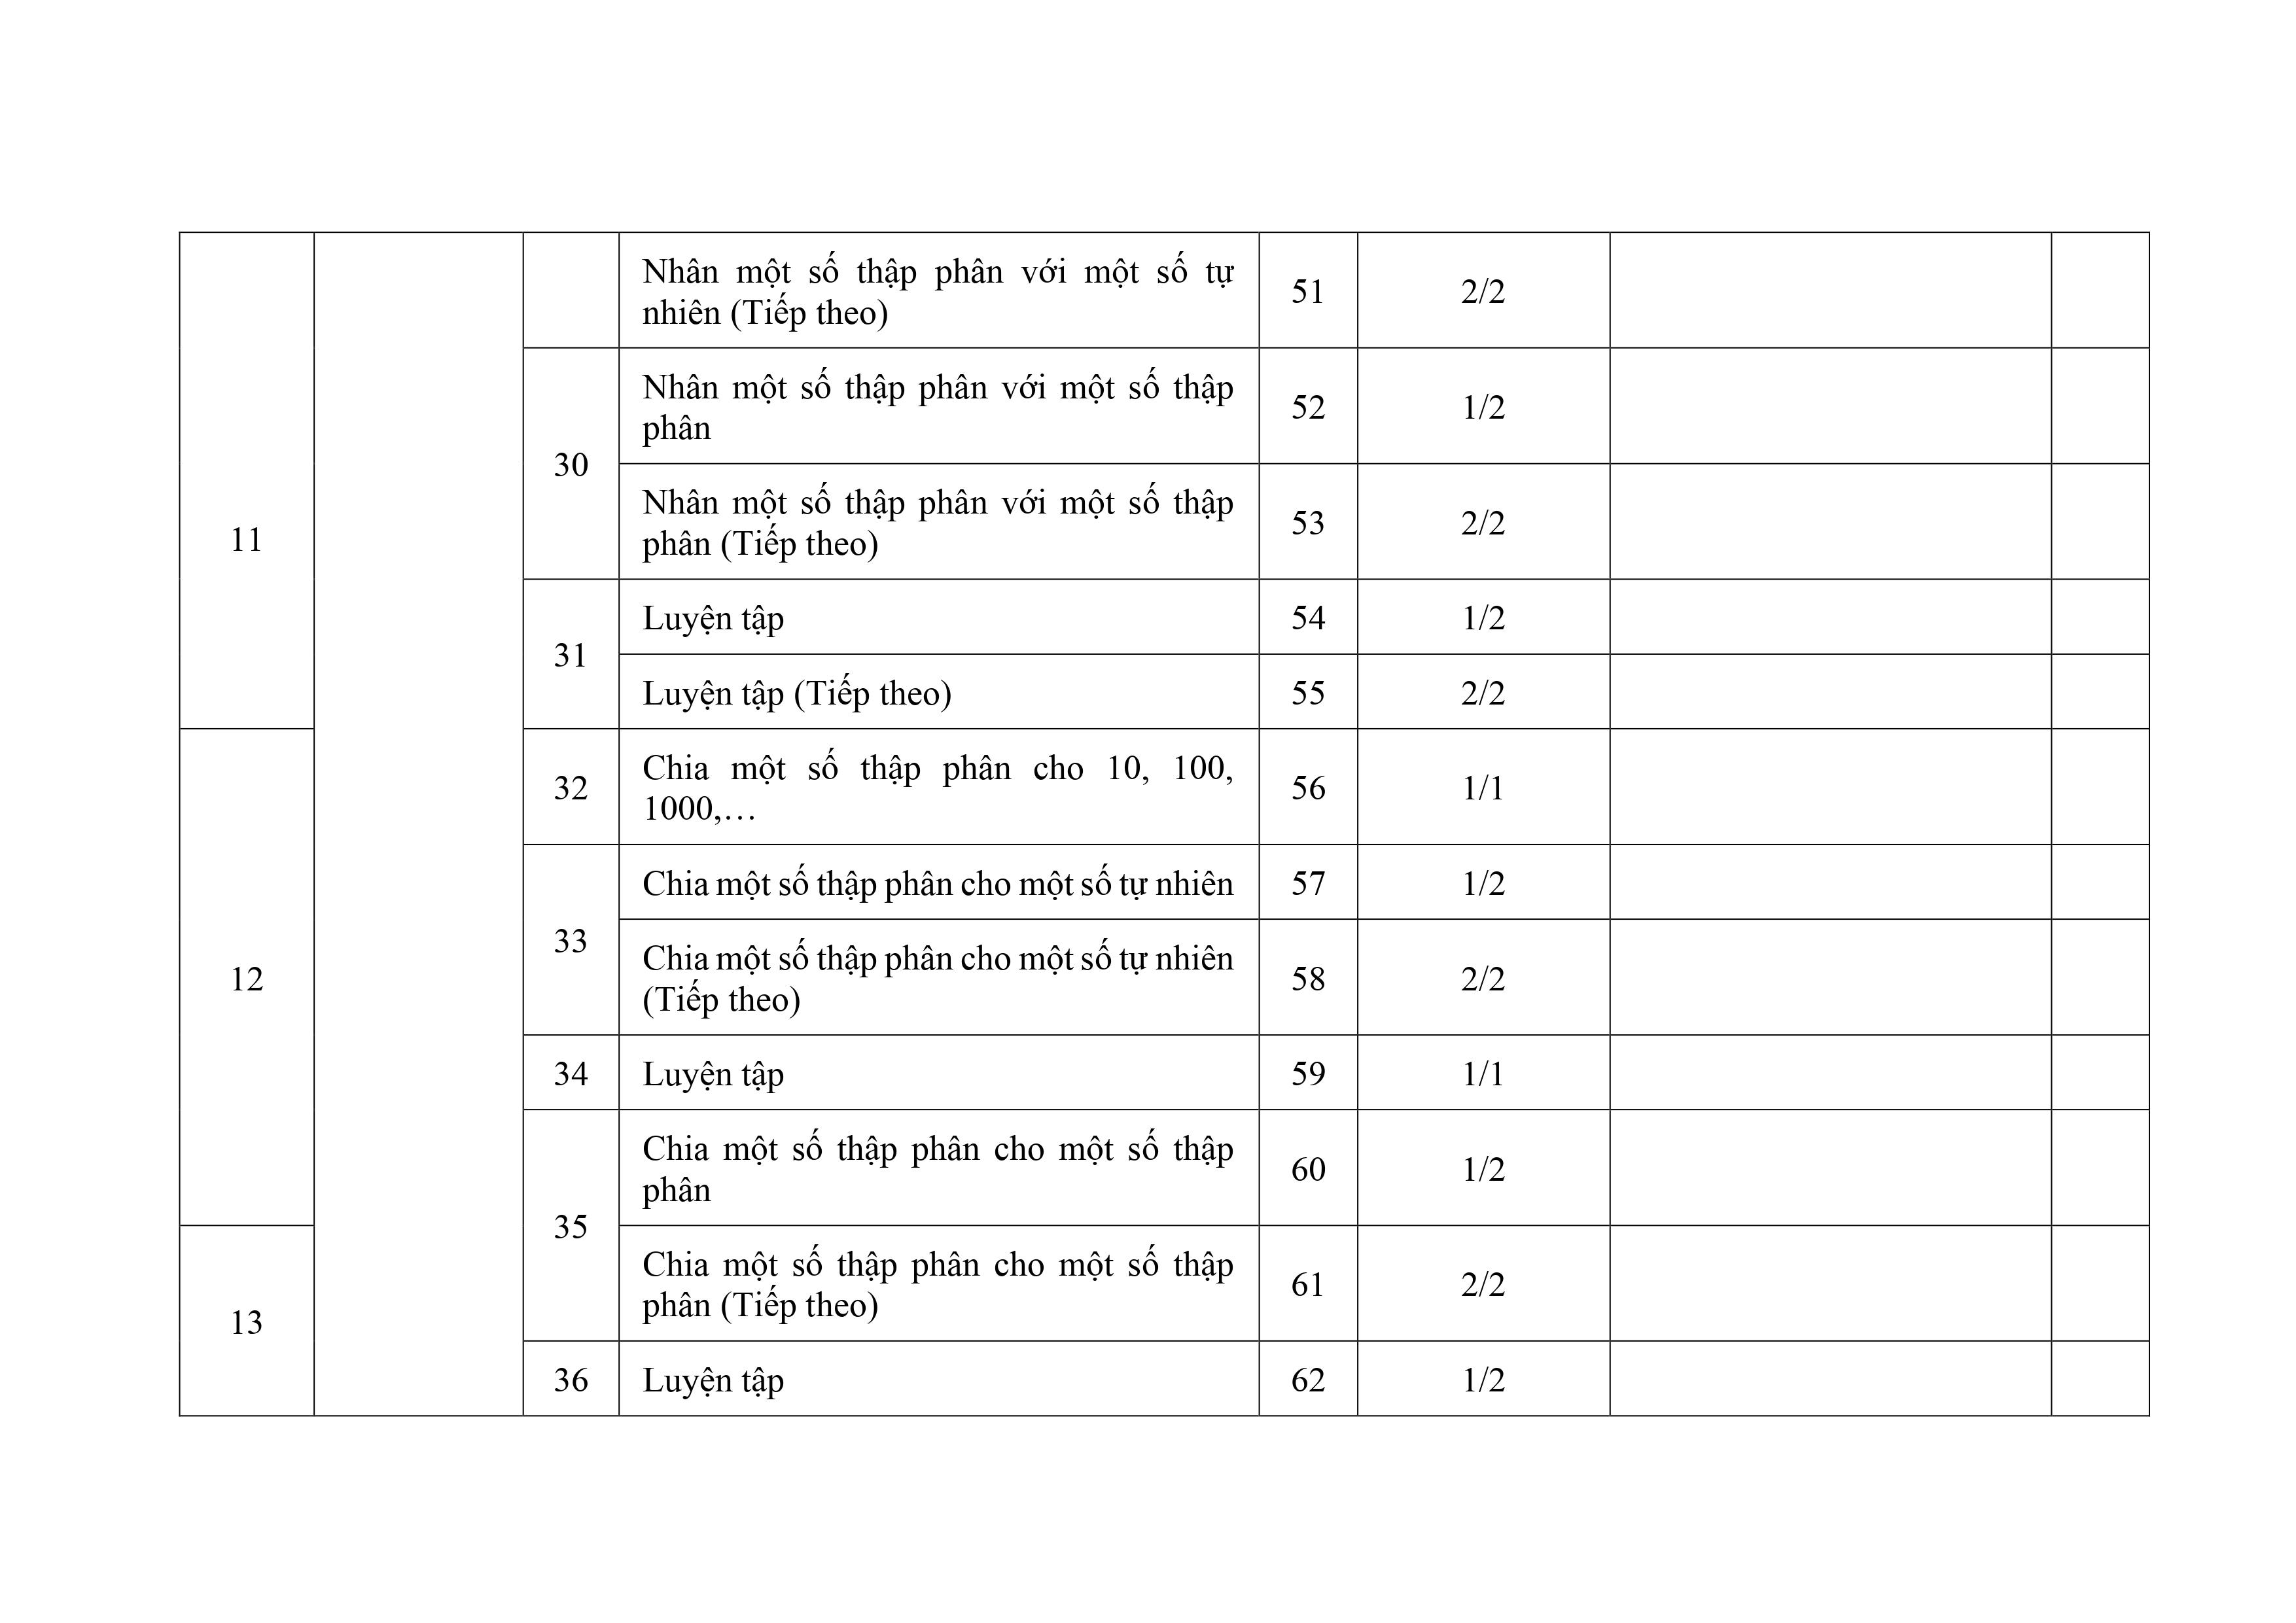 Nhân một số thập phân với một số tự
nhiên (Tiếp theo)
51
2/2
11
30
Nhân một số thập phân với một số thập
phân
52
1/2
Nhân một số thập phân với một số thập
phân (Tiếp theo)
53
2/2
31
Luyện tập
54
1/2
Luyện tập (Tiếp theo)
55
2/2
12
32
Chia một số thập phân cho 10, 100,
1000,…
56
1/1
33
Chia một số thập phân cho một số tự nhiên
57
1/2
Chia một số thập phân cho một số tự nhiên
(Tiếp theo)
58
2/2
34
Luyện tập
59
1/1
35
Chia một số thập phân cho một số thập
phân
60
1/2
13
Chia một số thập phân cho một số thập
phân (Tiếp theo)
61
2/2
36
Luyện tập
62
1/2